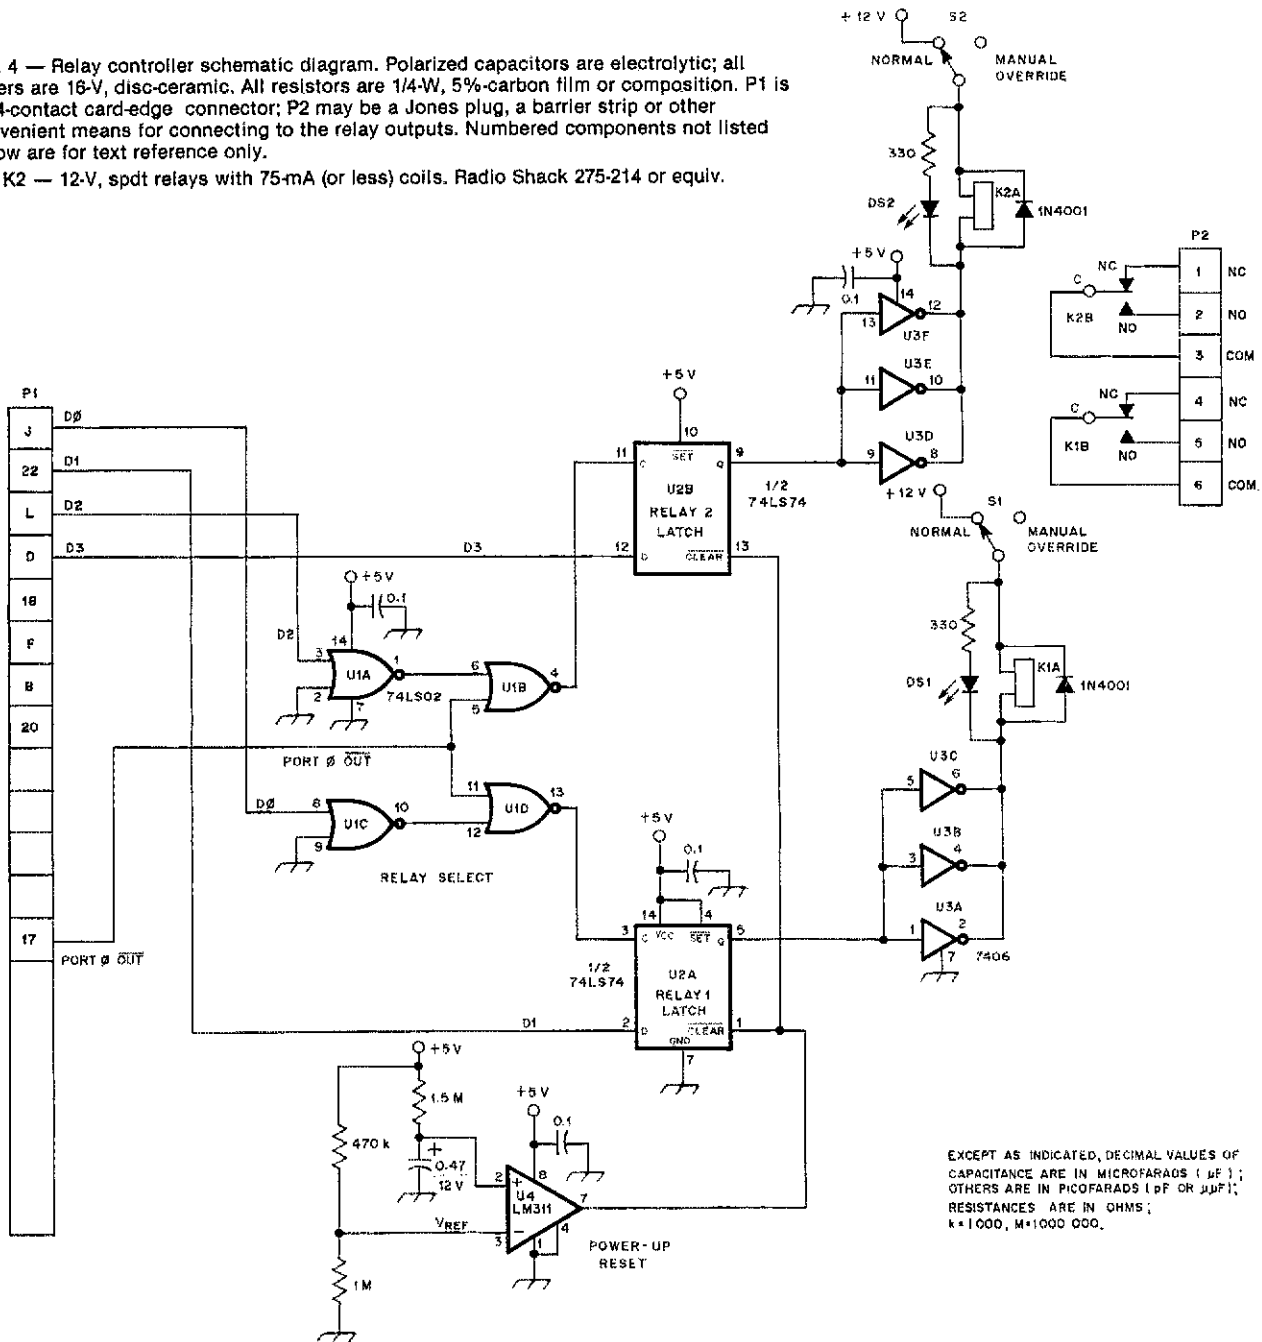 . 4 — Relay controller schematic diagram. Polarized capacitors are electrolytic; all
ers are 16-V, disc-ceramic. All resistors are 1/4-W, 5%-carbon film or composition. P1 is
4-contact card-edge connector; P2 may be a Jones plug, a barrier strip or other
venient means for connecting to the relay outputs. Numbered components not listed
ow are for text reference only.
K2 — 12-V, spdt relays with 75-mA (or less) coils. Radio Shack 275-214 or equiv.
+12 V S2
NORMAL MANUAL
OVERRIDE
330
DS2
K2A
1N4001
+5 V
0.1
14
13 12
U3F
U3E
11 10
U3D
9 8
P2
NC 1 NC
C
K2B
NO 2 NO
3 COM
NC 4 NC
C
K1B
NO 5 NO
6 COM.
P1
J DØ
22 D1
L D2
D D3
18
F
B
20
17
PORT Ø OUT
+5 V
10
11 C SET Q 9
U2B
RELAY 2
LATCH
12 D CLEAR 13
1/2
74LS74
D3
+5V
0.1
D2
14
3 1
U1A
2 7
74LS02
6 4
U1B
5
PORT Ø OUT
DØ
8 10
U1C
9
11 13
U1D
12
RELAY SELECT
+12 V S1
NORMAL MANUAL
OVERRIDE
330
DS1
K1A
1N4001
U3C
5 6
U3B
3 4
U3A
1 2
7
7406
+5V
0.1
14 4
3 C VCC SET Q 5
1/2
74LS74
U2A
RELAY 1
LATCH
D1
2 D CLEAR 1
GND
7
+5V
1.5 M
470 k
+
0.47
12 V
+5 V
0.1
8
2 +
U4
LM311
7
VREF
3 −
1 4
1 M
POWER-UP
RESET
EXCEPT AS INDICATED, DECIMAL VALUES OF
CAPACITANCE ARE IN MICROFARADS ( µF ) ;
OTHERS ARE IN PICOFARADS ( pF OR µµF);
RESISTANCES ARE IN OHMS ;
k=1000, M=1000 000.